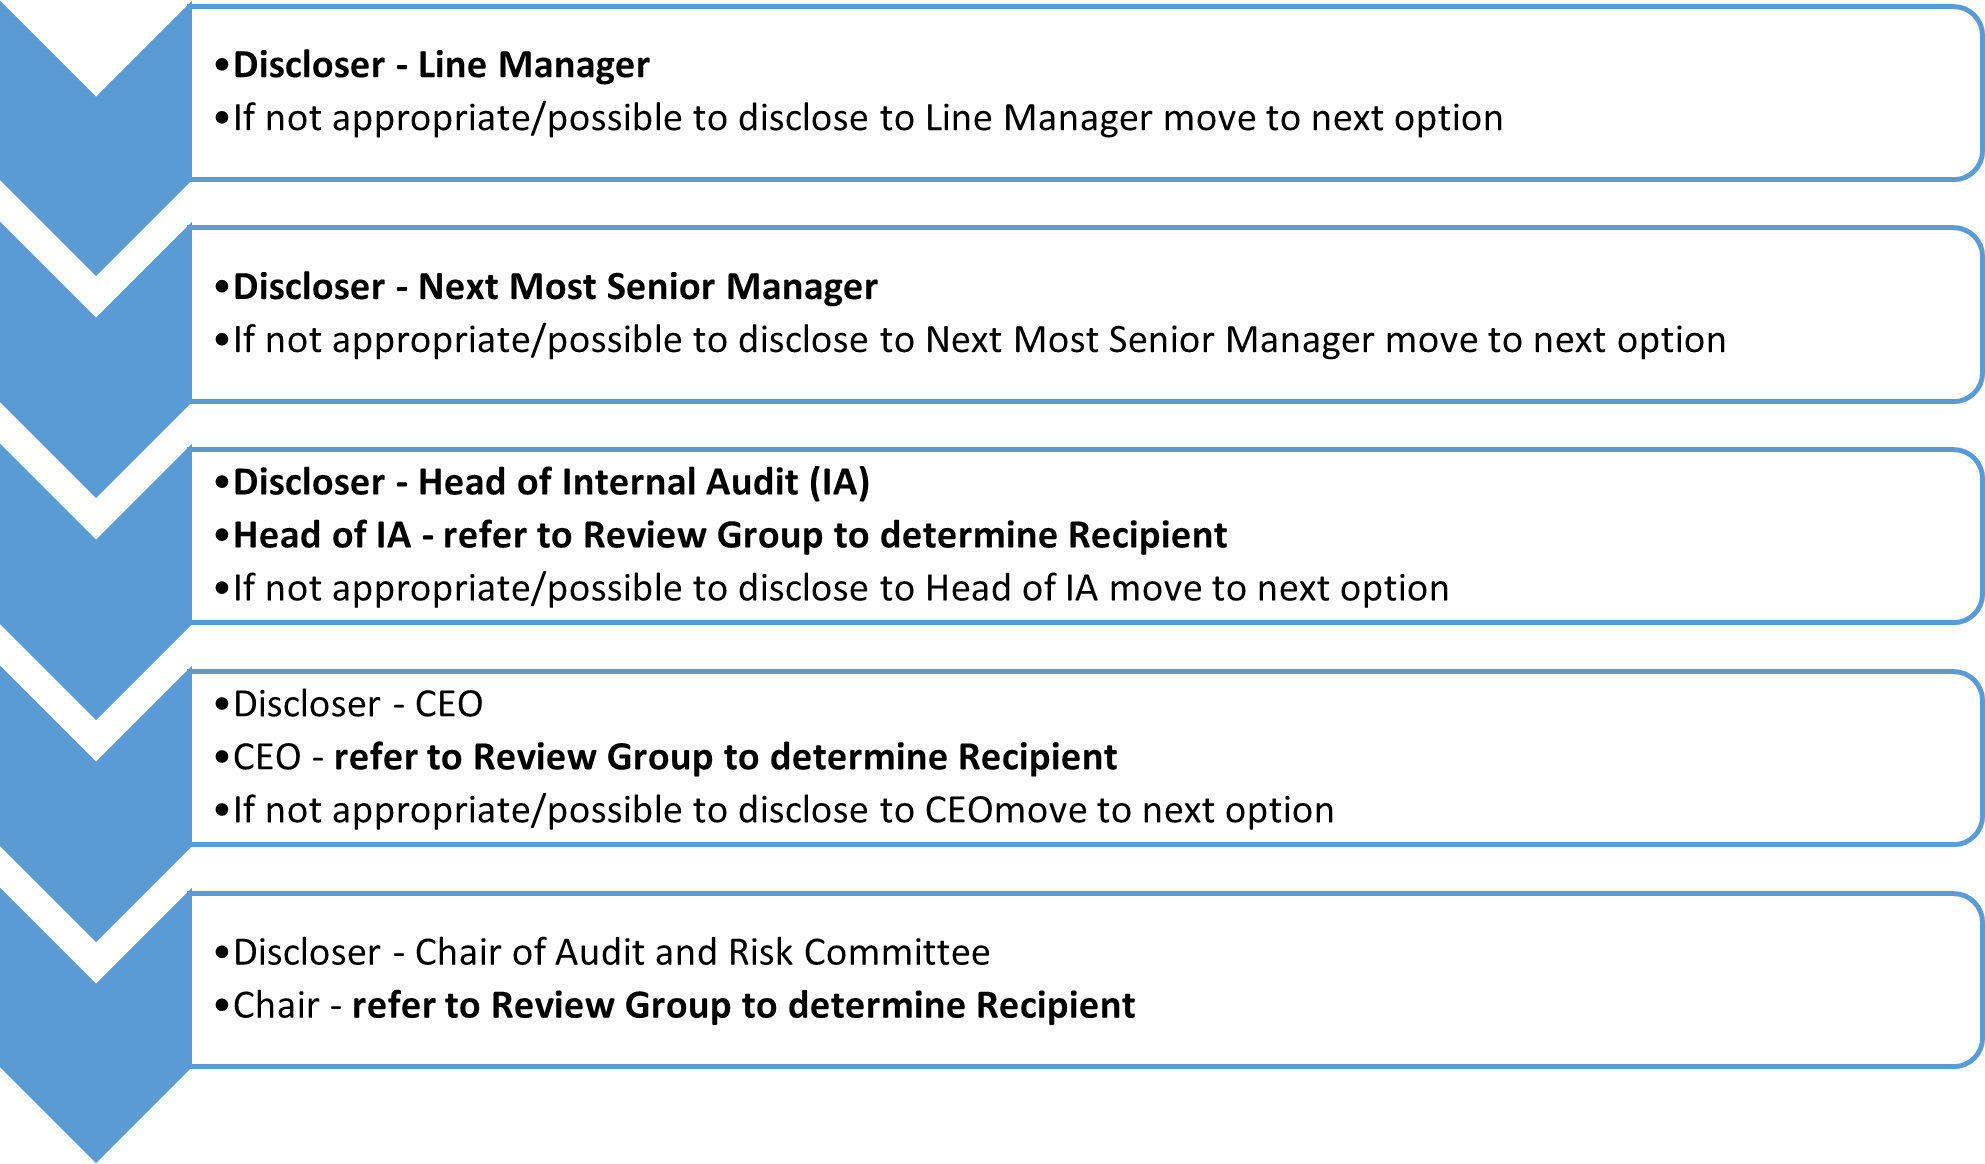 •Discloser - Line Manager
•If not appropriate/possible to disclose to Line Manager move to next option
•Discloser - Next Most Senior Manager
•If not appropriate/possible to disclose to Next Most Senior Manager move to next option
•Discloser - Head of Internal Audit (IA)
•Head of IA - refer to Review Group to determine Recipient
•If not appropriate/possible to disclose to Head of IA move to next option
•Discloser - CEO
•CEO - refer to Review Group to determine Recipient
•If not appropriate/possible to disclose to CEOmove to next option
•Discloser - Chair of Audit and Risk Committee
•Chair - refer to Review Group to determine Recipient